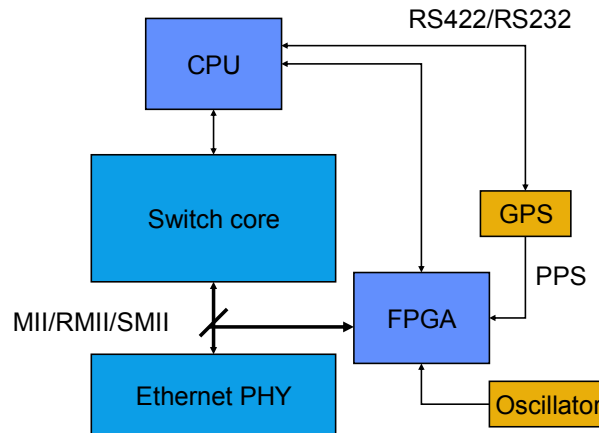 RS422/RS232
CPU
Switch core
GPS
PPS
MII/RMII/SMII
FPGA
Ethernet PHY
Oscillator